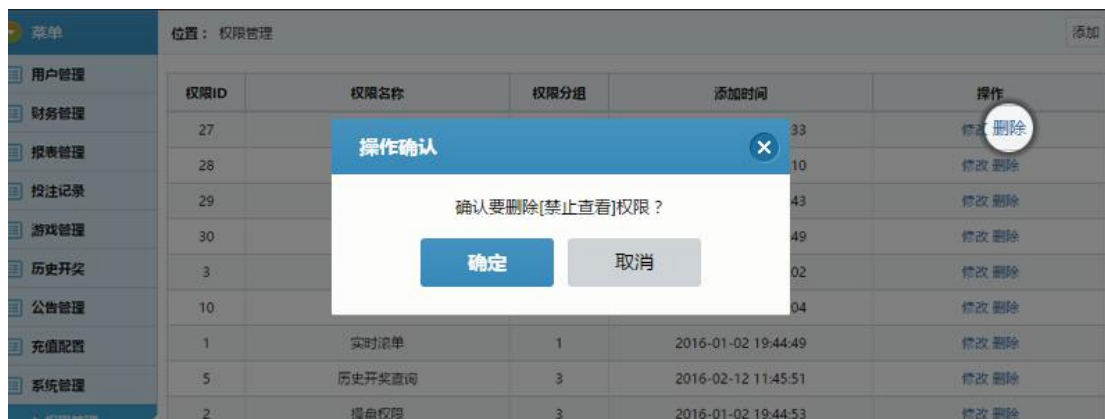 菜单
位置： 权限管理
添加
用户管理
财务管理
报表管理
投注记录
游戏管理
历史开奖
公告管理
充值配置
系统管理
权限ID 权限名称 权限分组 添加时间 操作
27 33 修改 删除
28 10 修改 删除
29 43 修改 删除
30 49 修改 删除
3 02 修改 删除
10 04 修改 删除
1 实时滚单 1 2016-01-02 19:44:49 修改 删除
5 历史开奖查询 3 2016-02-12 11:45:51 修改 删除
2 操盘权限 3 2016-01-02 19:44:53 修改 删除
操作确认
确认要删除[禁止查看]权限？
确定 取消